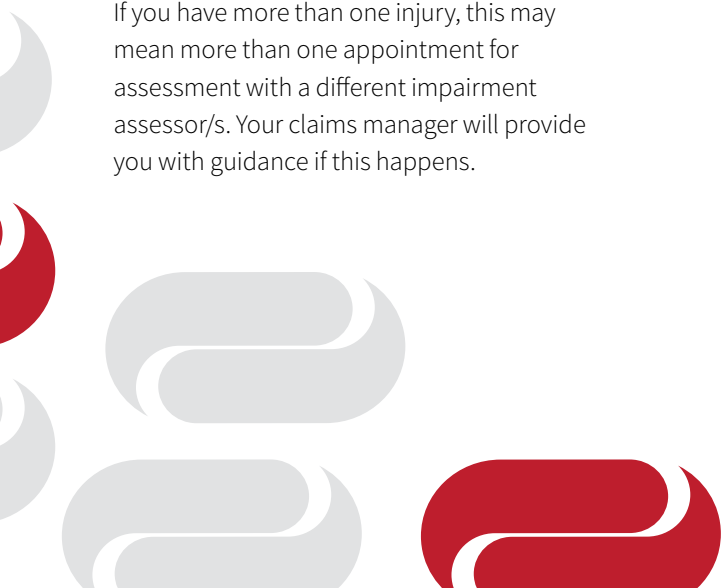 If you have more than one injury, this may
mean more than one appointment for
assessment with a different impairment
assessor/s. Your claims manager will provide
you with guidance if this happens.